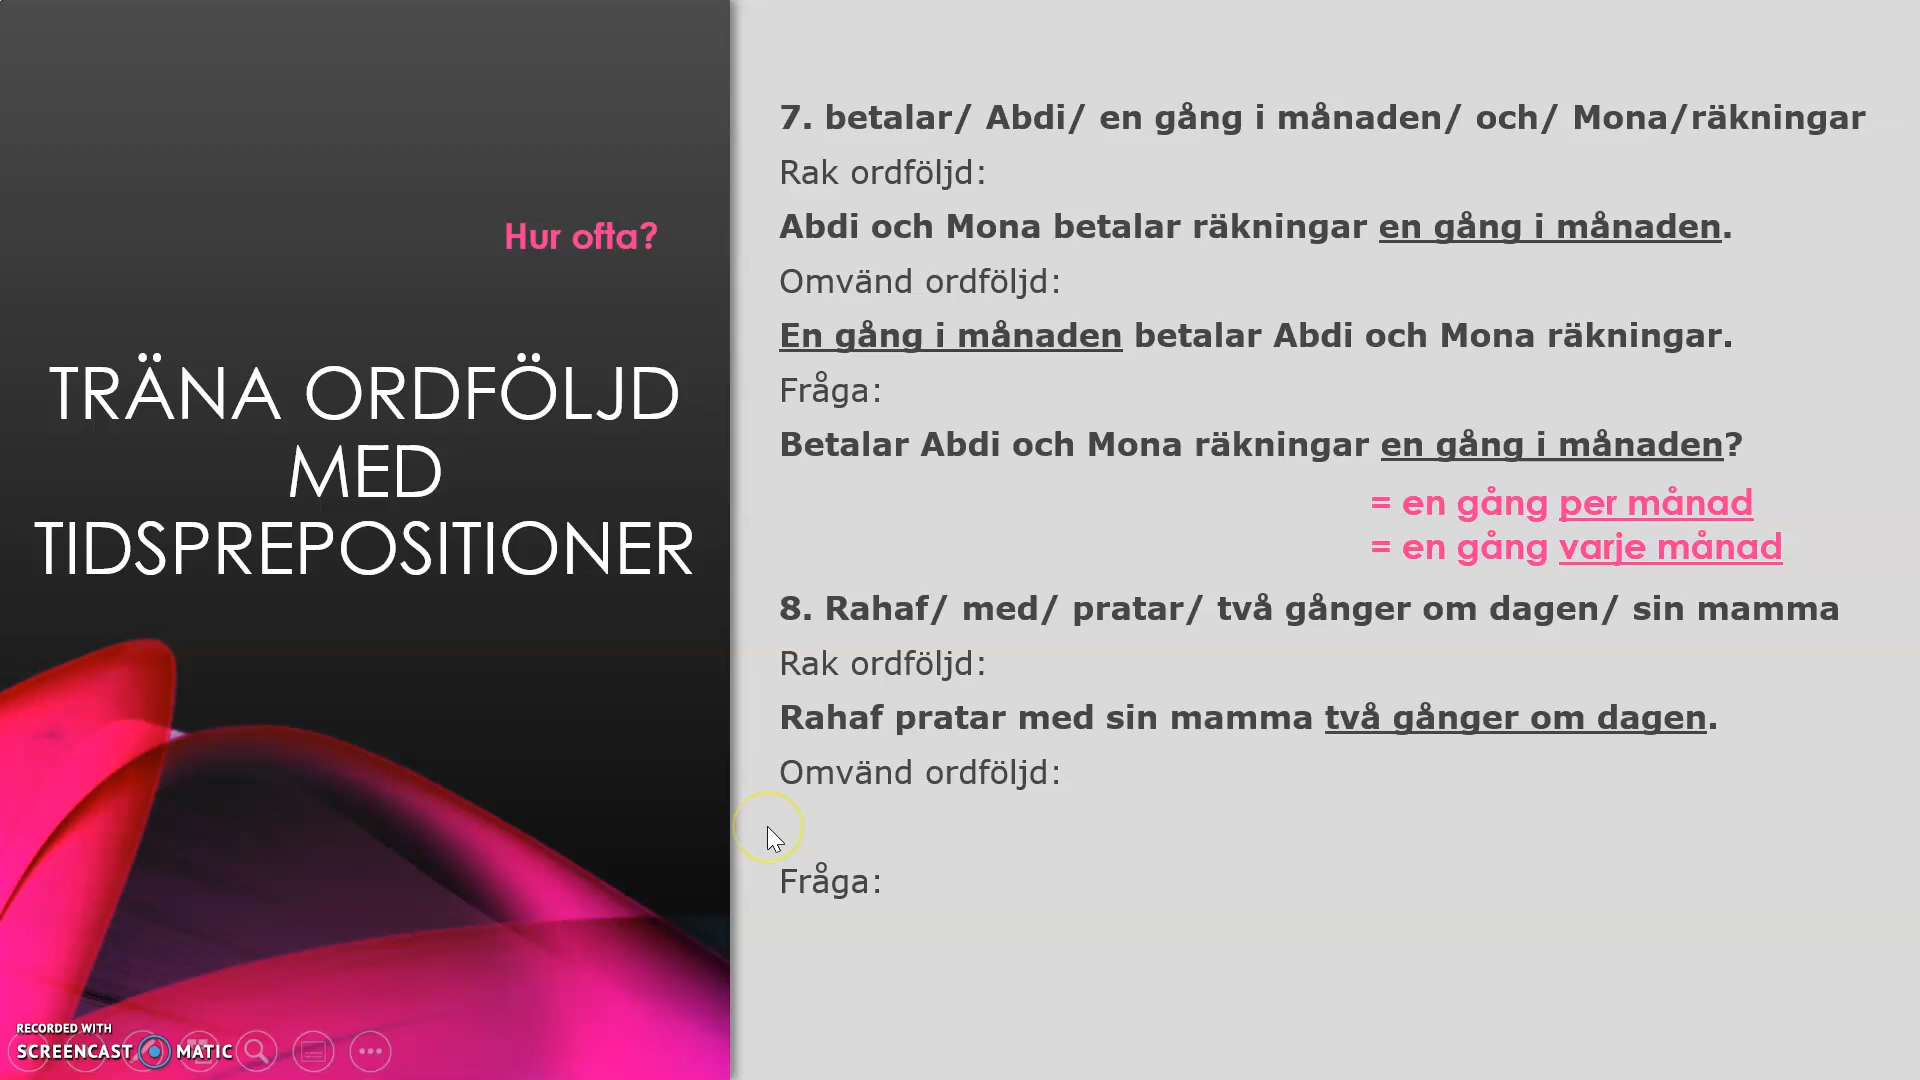 Hur ofta?
TRÄNA ORDFÖLJD
MED
TIDSPREPOSITIONER
7. betalar/ Abdi/ en gång i månaden/ och/ Mona/räkningar
Rak ordföljd:
Abdi och Mona betalar räkningar en gång i månaden.
Omvänd ordföljd:
En gång i månaden betalar Abdi och Mona räkningar.
Fråga:
Betalar Abdi och Mona räkningar en gång i månaden?
= en gång per månad
= en gång varje månad
8. Rahaf/ med/ pratar/ två gånger om dagen/ sin mamma
Rak ordföljd:
Rahaf pratar med sin mamma två gånger om dagen.
Omvänd ordföljd:
Fråga:
RECORDED WITH
SCREENCAST MATIC